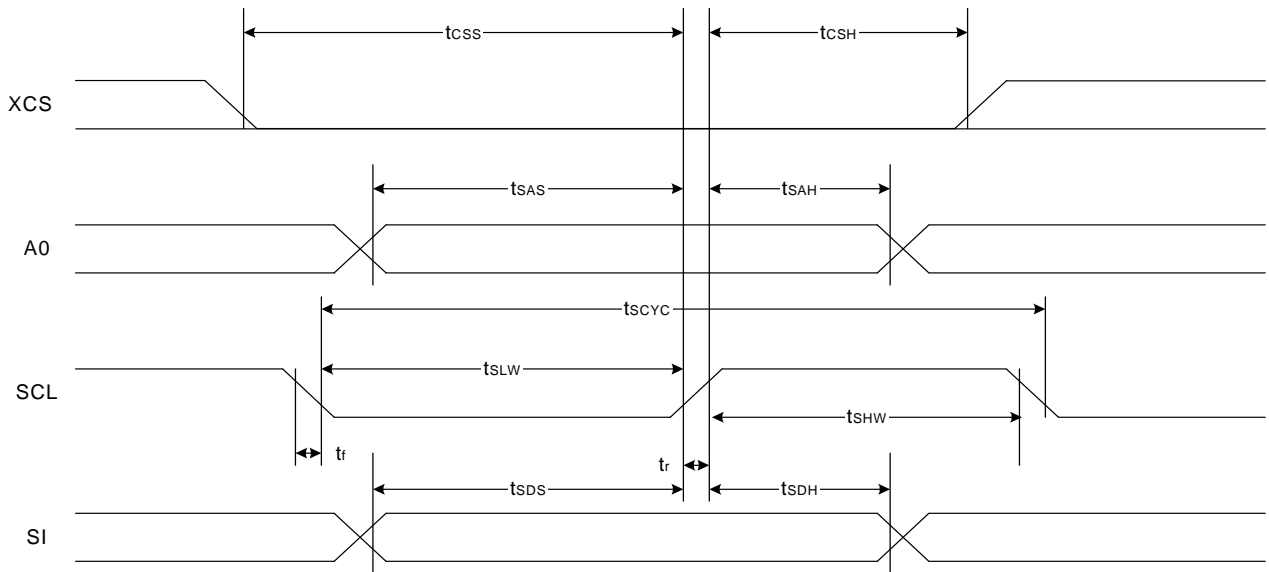 tCSS
tCSH
XCS
tSAS
tSAH
A0
tSCYC
tSLW
SCL
tSHW
tf
tr
tSDS
tSDH
SI